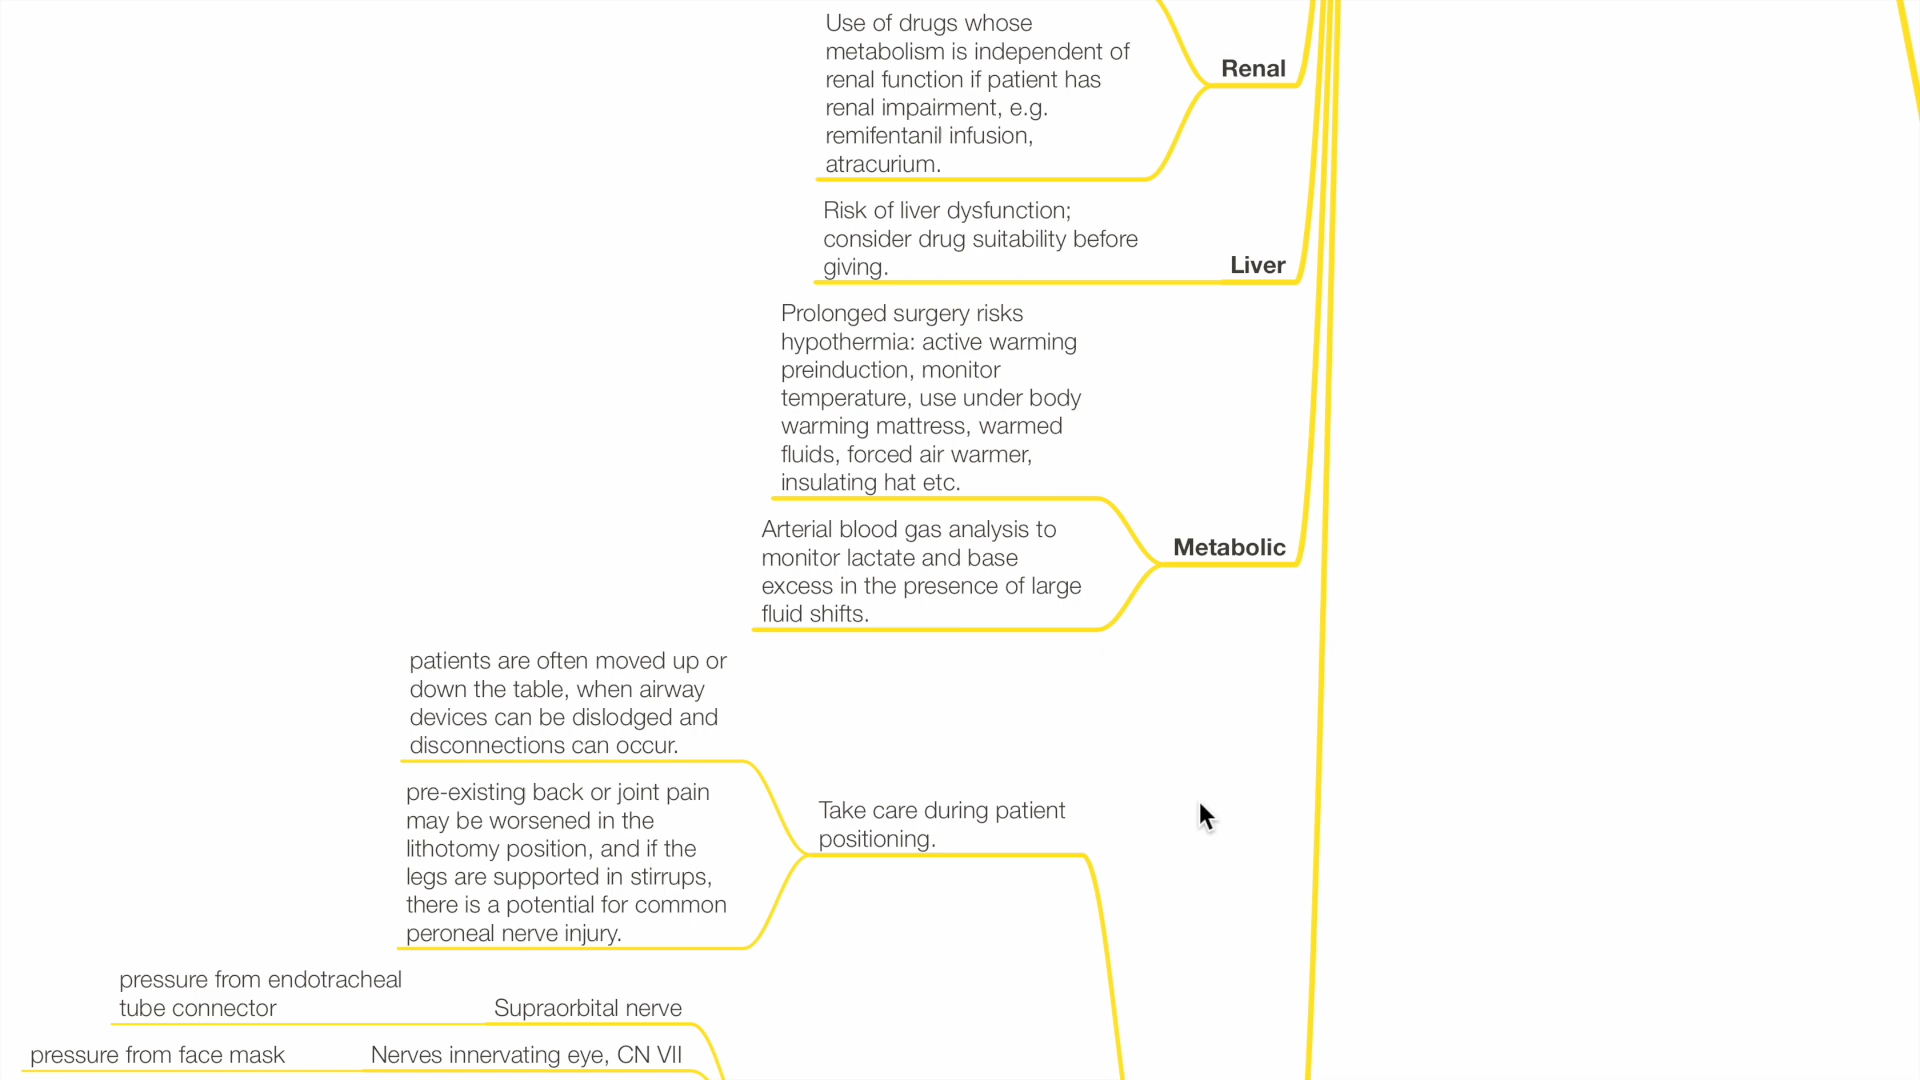 Use of drugs whose
metabolism is independent of
renal function if patient has
renal impairment, e.g.
remifentanil infusion,
atracurium.
Renal
Risk of liver dysfunction;
consider drug suitability before
giving.
Liver
Prolonged surgery risks
hypothermia: active warming
preinduction, monitor
temperature, use under body
warming mattress, warmed
fluids, forced air warmer,
insulating hat etc.
Arterial blood gas analysis to
monitor lactate and base
excess in the presence of large
fluid shifts.
Metabolic
patients are often moved up or
down the table, when airway
devices can be dislodged and
disconnections can occur.
pre-existing back or joint pain
may be worsened in the
lithotomy position, and if the
legs are supported in stirrups,
there is a potential for common
peroneal nerve injury.
Take care during patient
positioning.
pressure from endotracheal
tube connector
Supraorbital nerve
pressure from face mask
Nerves innervating eye, CN VII